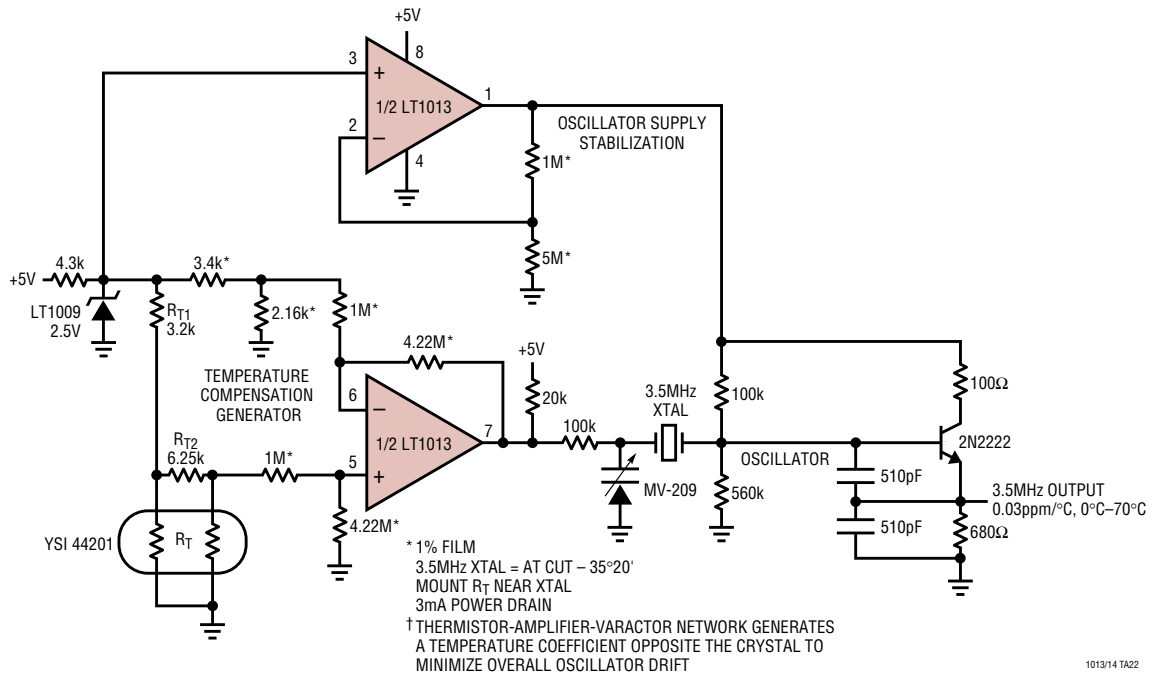 +5V
3
8
+
1/2 LT1013
1
2
−
4
OSCILLATOR SUPPLY
STABILIZATION
1M*
5M*
+5V
4.3k
3.4k*
LT1009
2.5V
RT1
3.2k
2.16k*
1M*
4.22M*
+5V
TEMPERATURE
COMPENSATION
GENERATOR
6
−
1/2 LT1013
7
5
+
20k
100k
3.5MHz
XTAL
100k
100Ω
2N2222
OSCILLATOR
RT2
6.25k
1M*
4.22M*
MV-209
560k
510pF
510pF
3.5MHz OUTPUT
0.03ppm/°C, 0°C–70°C
680Ω
YSI 44201
RT
* 1% FILM
3.5MHz XTAL = AT CUT – 35°20'
MOUNT RT NEAR XTAL
3mA POWER DRAIN
† THERMISTOR-AMPLIFIER-VARACTOR NETWORK GENERATES
A TEMPERATURE COEFFICIENT OPPOSITE THE CRYSTAL TO
MINIMIZE OVERALL OSCILLATOR DRIFT
1013/14 TA22